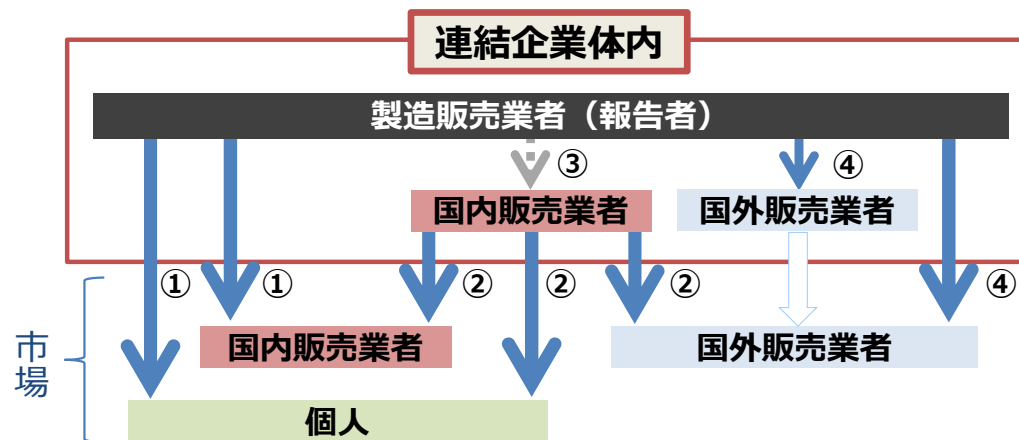 連結企業体内
製造販売業者（報告者）
③
④
国内販売業者
国外販売業者
①
①
②
②
②
④
国内販売業者
国外販売業者
市場
個人